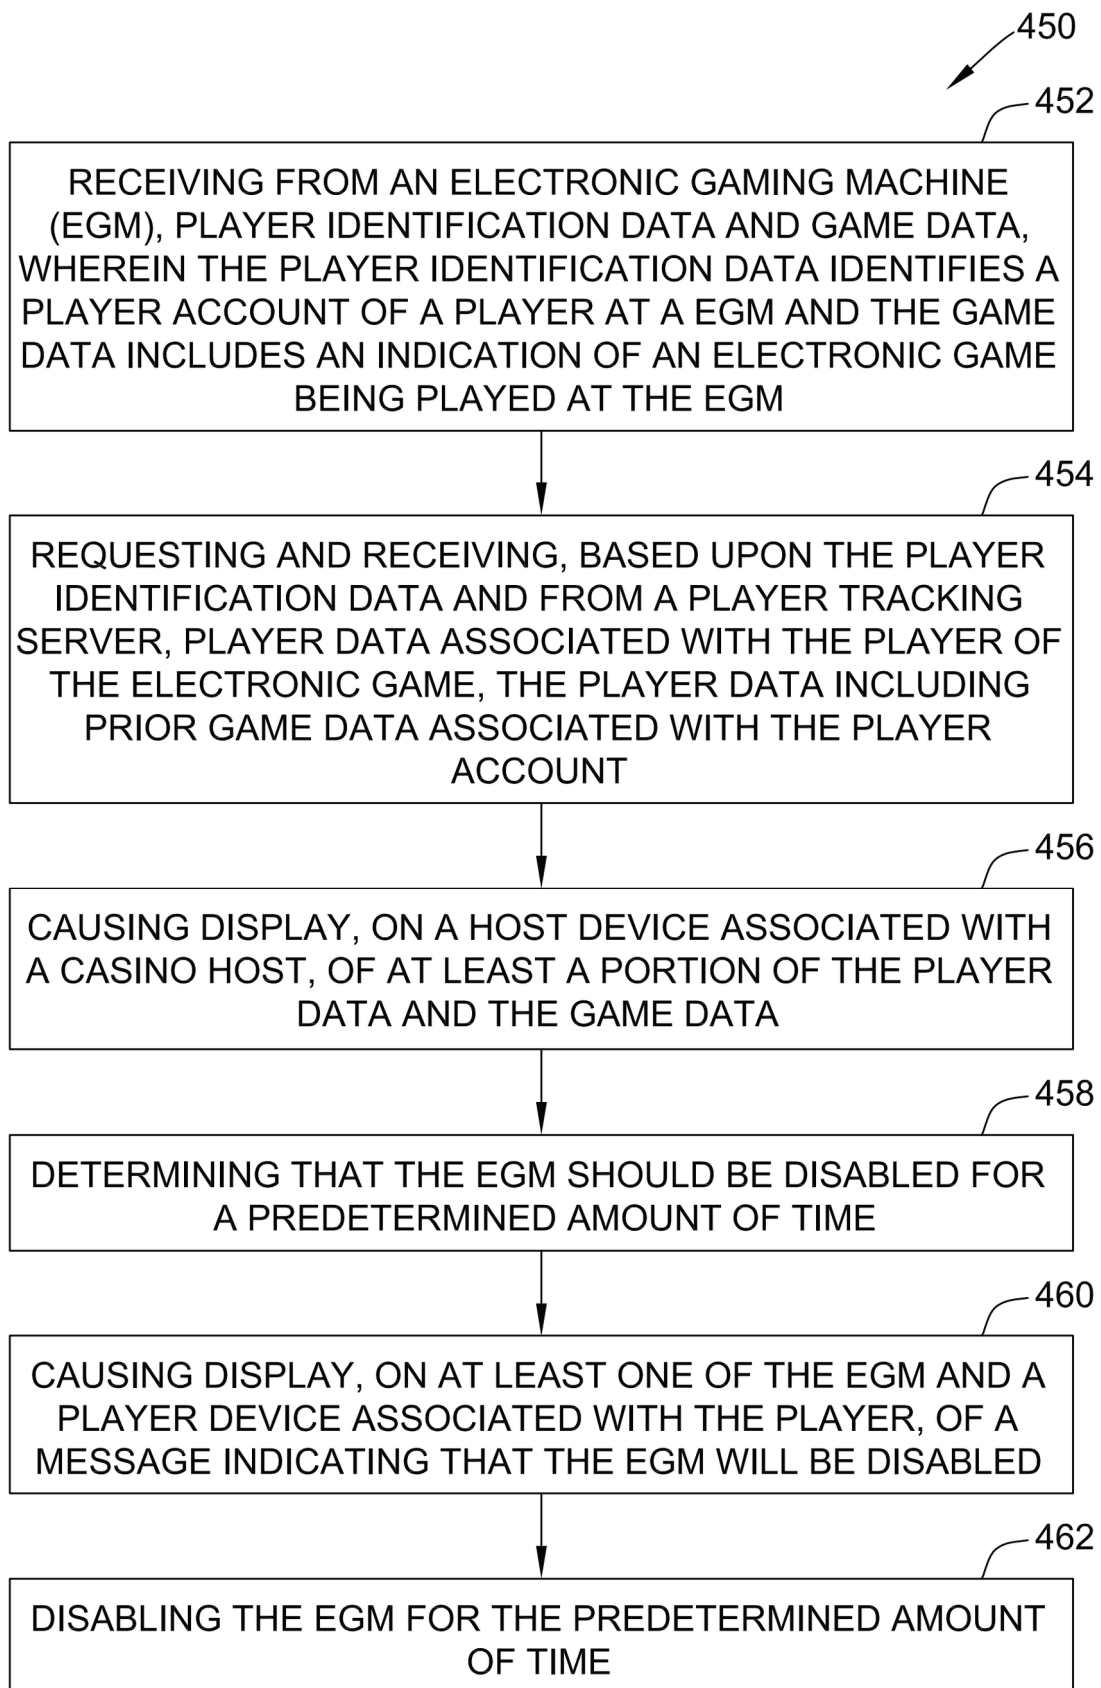 450
452
RECEIVING FROM AN ELECTRONIC GAMING MACHINE
(EGM), PLAYER IDENTIFICATION DATA AND GAME DATA,
WHEREIN THE PLAYER IDENTIFICATION DATA IDENTIFIES A
PLAYER ACCOUNT OF A PLAYER AT A EGM AND THE GAME
DATA INCLUDES AN INDICATION OF AN ELECTRONIC GAME
BEING PLAYED AT THE EGM
454
REQUESTING AND RECEIVING, BASED UPON THE PLAYER
IDENTIFICATION DATA AND FROM A PLAYER TRACKING
SERVER, PLAYER DATA ASSOCIATED WITH THE PLAYER OF
THE ELECTRONIC GAME, THE PLAYER DATA INCLUDING
PRIOR GAME DATA ASSOCIATED WITH THE PLAYER
ACCOUNT
456
CAUSING DISPLAY, ON A HOST DEVICE ASSOCIATED WITH
A CASINO HOST, OF AT LEAST A PORTION OF THE PLAYER
DATA AND THE GAME DATA
458
DETERMINING THAT THE EGM SHOULD BE DISABLED FOR
A PREDETERMINED AMOUNT OF TIME
460
CAUSING DISPLAY, ON AT LEAST ONE OF THE EGM AND A
PLAYER DEVICE ASSOCIATED WITH THE PLAYER, OF A
MESSAGE INDICATING THAT THE EGM WILL BE DISABLED
462
DISABLING THE EGM FOR THE PREDETERMINED AMOUNT
OF TIME